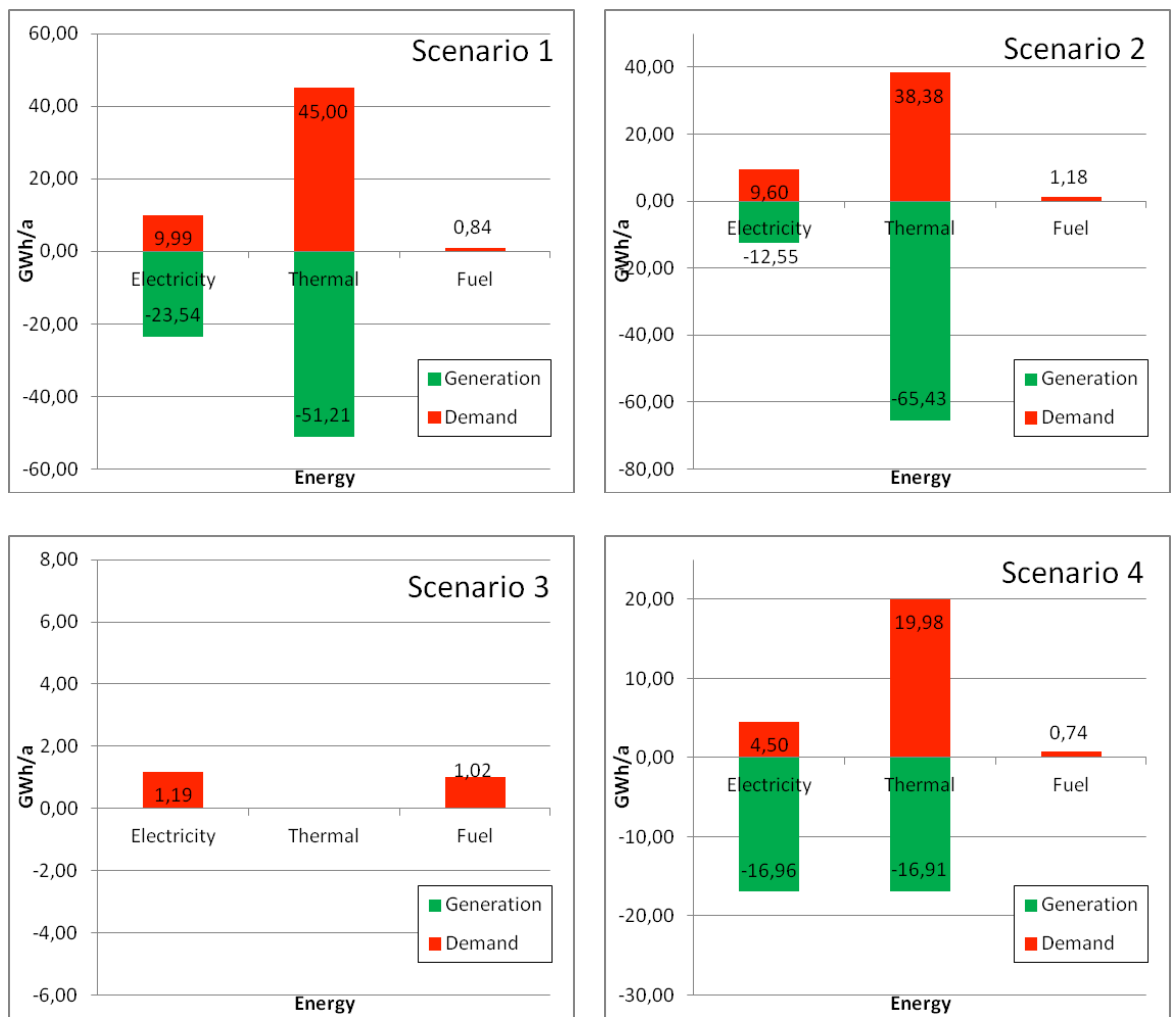 Scenario 1
60,00
40,00
20,00
0,00
-20,00
-40,00
-60,00
GWh/a
45,00
9,99
0,84
Electricity
Thermal
Fuel
-23,54
-51,21
Generation
Demand
Energy
Scenario 2
40,00
20,00
0,00
-20,00
-40,00
-60,00
-80,00
GWh/a
38,38
9,60
1,18
Electricity
Thermal
Fuel
-12,55
-65,43
Generation
Demand
Energy
Scenario 3
8,00
6,00
4,00
2,00
0,00
-2,00
-4,00
-6,00
GWh/a
1,19
1,02
Electricity
Thermal
Fuel
Generation
Demand
Energy
Scenario 4
20,00
10,00
0,00
-10,00
-20,00
-30,00
GWh/a
19,98
4,50
0,74
Electricity
Thermal
Fuel
-16,96
-16,91
Generation
Demand
Energy